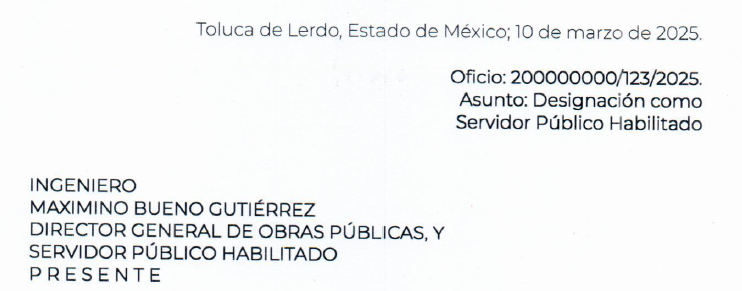 Toluca de Lerdo, Estado de México; 10 de marzo de 2025.
Oficio: 200000000/123/2025.
Asunto: Designación como
Servidor Público Habilitado
INGENIERO
MAXIMINO BUENO GUTIÉRREZ
DIRECTOR GENERAL DE OBRAS PÚBLICAS, Y
SERVIDOR PÚBLICO HABILITADO
P R E S E N T E